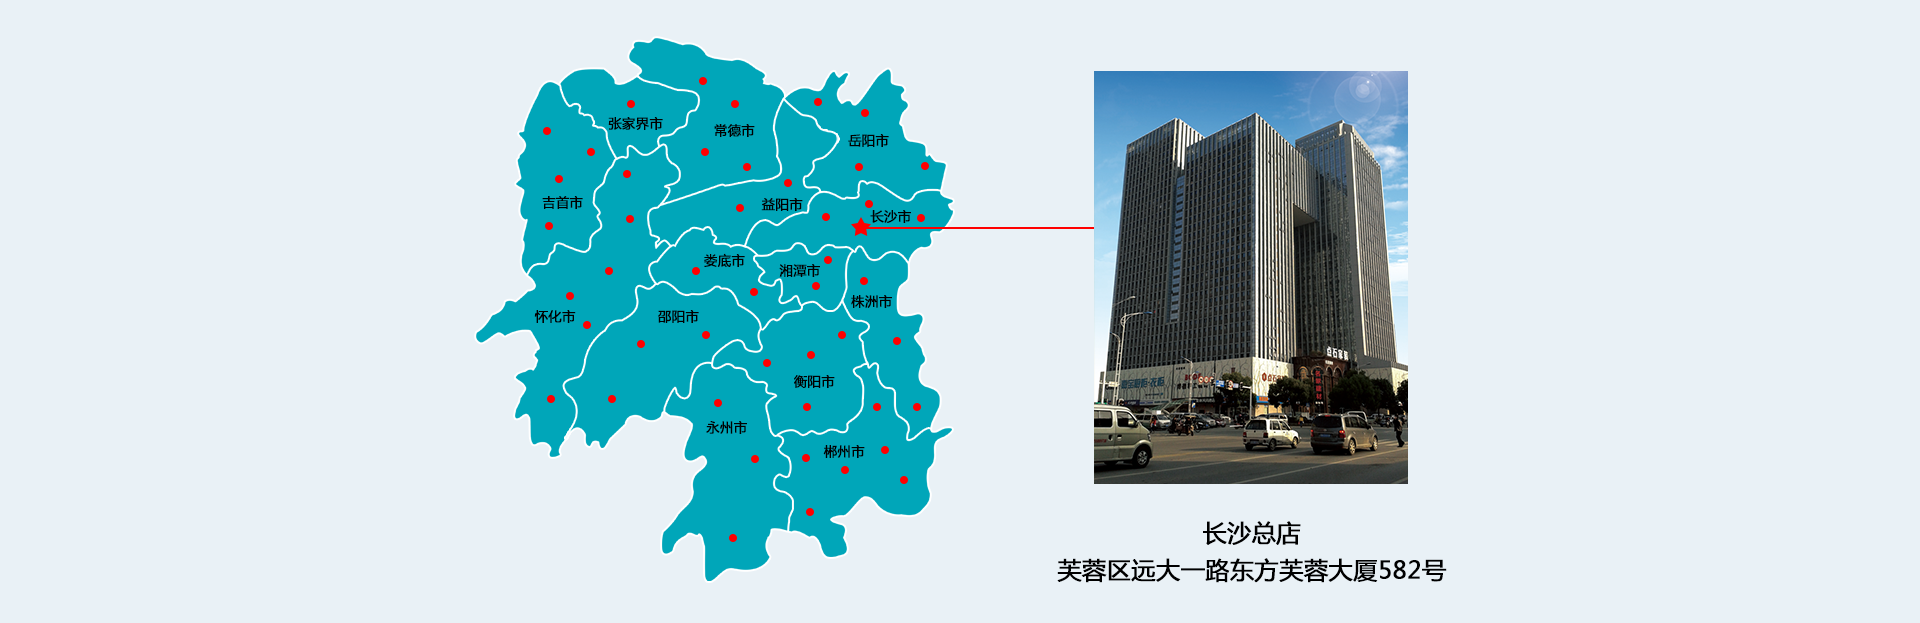 张家界市
常德市
岳阳市
吉首市
益阳市
长沙市
娄底市
湘潭市
株洲市
怀化市
邵阳市
衡阳市
永州市
郴州市
长沙总店
芙蓉区远大一路东方芙蓉大厦582号